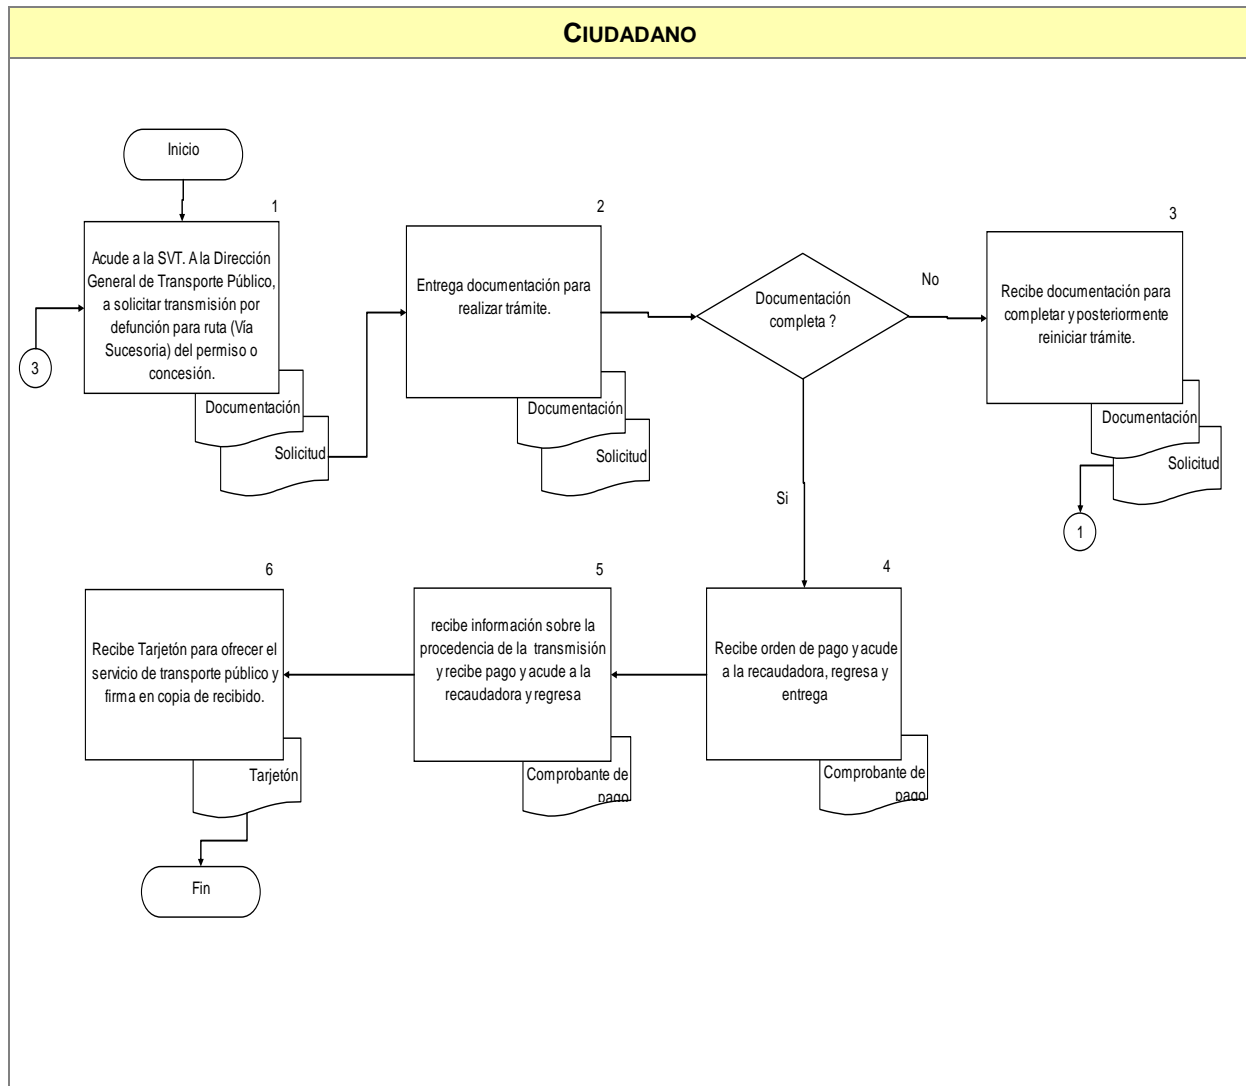 CIUDADANO
Inicio
1
Acude a la SVT. A la Dirección
General de Transporte Público,
a solicitar transmisión por
defunción para ruta (Vía
Sucesoria) del permiso o
concesión.
Documentación
Solicitud
3
2
Entrega documentación para
realizar trámite.
Documentación
Solicitud
Documentación
completa ?
No
Si
3
Recibe documentación para
completar y posteriormente
reiniciar trámite.
Documentación
Solicitud
1
4
Recibe orden de pago y acude
a la recaudadora, regresa y
entrega
Comprobante de
pago
5
recibe información sobre la
procedencia de la transmisión
y recibe pago y acude a la
recaudadora y regresa
Comprobante de
pago
6
Recibe Tarjetón para ofrecer el
servicio de transporte público y
firma en copia de recibido.
Tarjetón
Fin